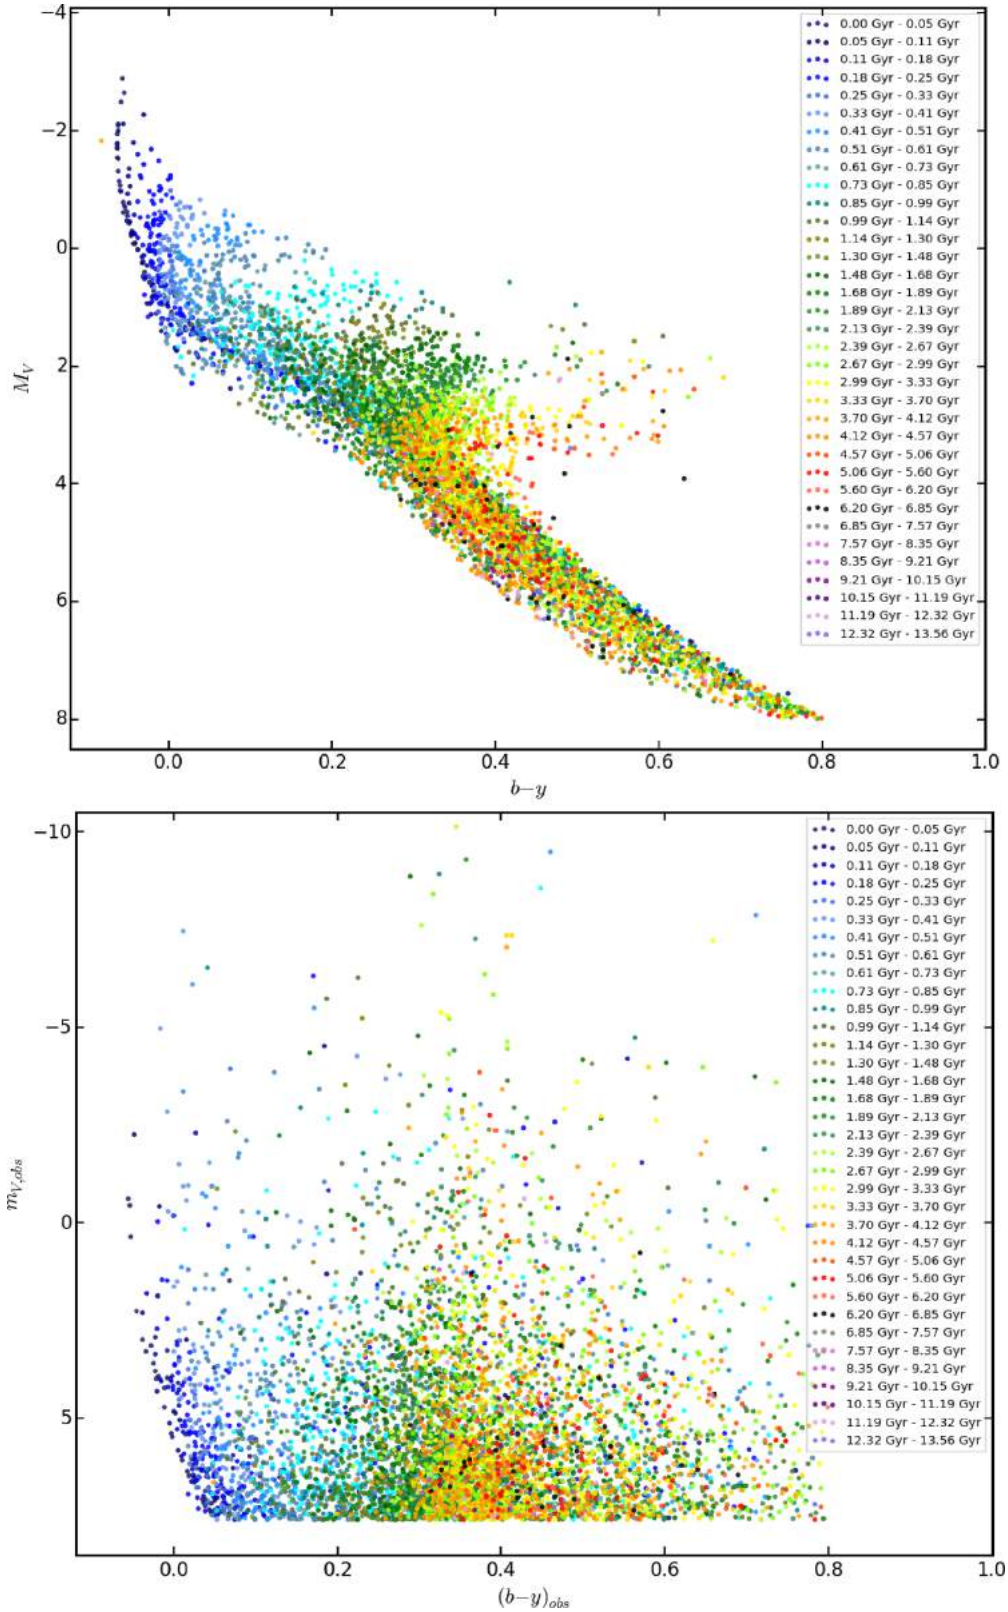 −4
−2
0
2
4
6
8
M_V
0.0 0.2 0.4 0.6 0.8 1.0
b−y
0.00 Gyr - 0.05 Gyr
0.05 Gyr - 0.11 Gyr
0.11 Gyr - 0.18 Gyr
0.18 Gyr - 0.25 Gyr
0.25 Gyr - 0.33 Gyr
0.33 Gyr - 0.41 Gyr
0.41 Gyr - 0.51 Gyr
0.51 Gyr - 0.61 Gyr
0.61 Gyr - 0.73 Gyr
0.73 Gyr - 0.85 Gyr
0.85 Gyr - 0.99 Gyr
0.99 Gyr - 1.14 Gyr
1.14 Gyr - 1.30 Gyr
1.30 Gyr - 1.48 Gyr
1.48 Gyr - 1.68 Gyr
1.68 Gyr - 1.89 Gyr
1.89 Gyr - 2.13 Gyr
2.13 Gyr - 2.39 Gyr
2.39 Gyr - 2.67 Gyr
2.67 Gyr - 2.99 Gyr
2.99 Gyr - 3.33 Gyr
3.33 Gyr - 3.70 Gyr
3.70 Gyr - 4.12 Gyr
4.12 Gyr - 4.57 Gyr
4.57 Gyr - 5.06 Gyr
5.06 Gyr - 5.60 Gyr
5.60 Gyr - 6.20 Gyr
6.20 Gyr - 6.85 Gyr
6.85 Gyr - 7.57 Gyr
7.57 Gyr - 8.35 Gyr
8.35 Gyr - 9.21 Gyr
9.21 Gyr - 10.15 Gyr
10.15 Gyr - 11.19 Gyr
11.19 Gyr - 12.32 Gyr
12.32 Gyr - 13.56 Gyr
−10
−5
0
5
m_{V,obs}
0.0 0.2 0.4 0.6 0.8 1.0
(b−y)_{obs}
0.00 Gyr - 0.05 Gyr
0.05 Gyr - 0.11 Gyr
0.11 Gyr - 0.18 Gyr
0.18 Gyr - 0.25 Gyr
0.25 Gyr - 0.33 Gyr
0.33 Gyr - 0.41 Gyr
0.41 Gyr - 0.51 Gyr
0.51 Gyr - 0.61 Gyr
0.61 Gyr - 0.73 Gyr
0.73 Gyr - 0.85 Gyr
0.85 Gyr - 0.99 Gyr
0.99 Gyr - 1.14 Gyr
1.14 Gyr - 1.30 Gyr
1.30 Gyr - 1.48 Gyr
1.48 Gyr - 1.68 Gyr
1.68 Gyr - 1.89 Gyr
1.89 Gyr - 2.13 Gyr
2.13 Gyr - 2.39 Gyr
2.39 Gyr - 2.67 Gyr
2.67 Gyr - 2.99 Gyr
2.99 Gyr - 3.33 Gyr
3.33 Gyr - 3.70 Gyr
3.70 Gyr - 4.12 Gyr
4.12 Gyr - 4.57 Gyr
4.57 Gyr - 5.06 Gyr
5.06 Gyr - 5.60 Gyr
5.60 Gyr - 6.20 Gyr
6.20 Gyr - 6.85 Gyr
6.85 Gyr - 7.57 Gyr
7.57 Gyr - 8.35 Gyr
8.35 Gyr - 9.21 Gyr
9.21 Gyr - 10.15 Gyr
10.15 Gyr - 11.19 Gyr
11.19 Gyr - 12.32 Gyr
12.32 Gyr - 13.56 Gyr